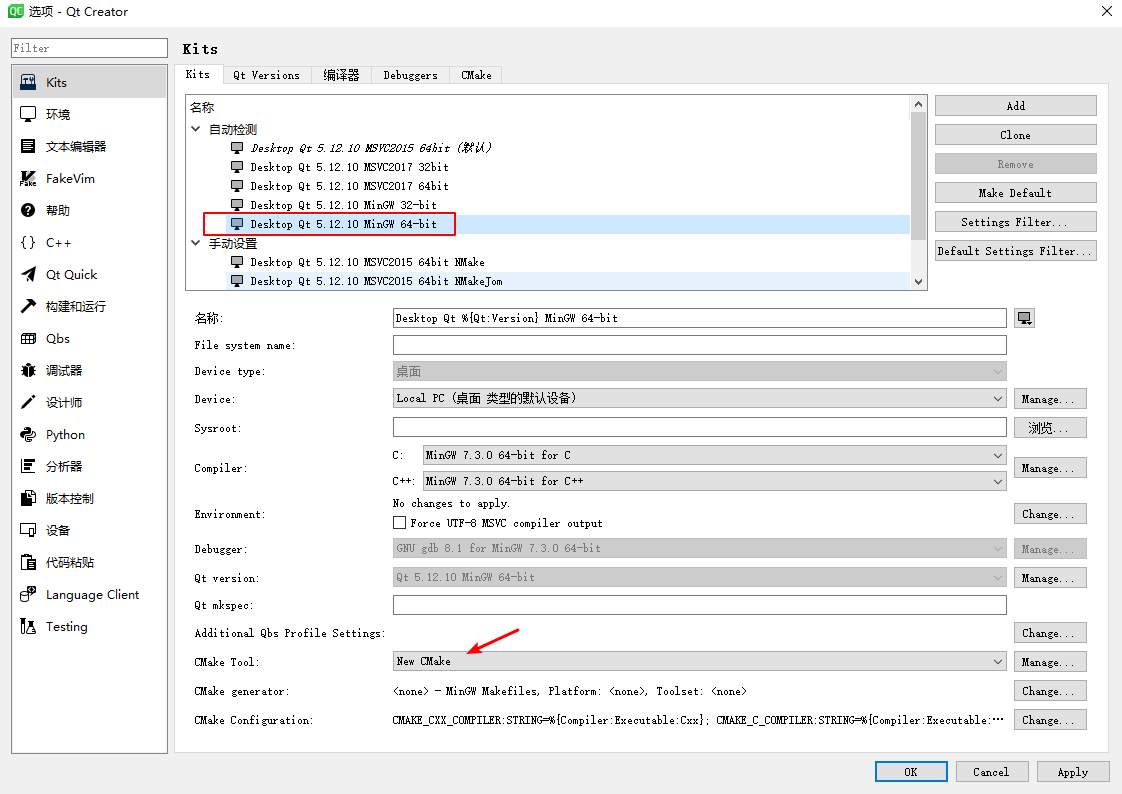 QC 选项 - Qt Creator
Filter
Kits
环境
文本编辑器
FakeVim
帮助
C++
Qt Quick
构建和运行
Qbs
调试器
设计师
Python
分析器
版本控制
设备
代码粘贴
Language Client
Testing
Kits
Kits Qt Versions 编译器 Debuggers CMake
名称
自动检测
Desktop Qt 5.12.10 MSVC2015 64bit (默认)
Desktop Qt 5.12.10 MSVC2017 32bit
Desktop Qt 5.12.10 MSVC2017 64bit
Desktop Qt 5.12.10 MinGW 32-bit
Desktop Qt 5.12.10 MinGW 64-bit
手动设置
Desktop Qt 5.12.10 MSVC2015 64bit NMake
Desktop Qt 5.12.10 MSVC2015 64bit NMakeJom
Add
Clone
Remove
Make Default
Settings Filter...
Default Settings Filter...
名称: Desktop Qt %{Qt:Version} MinGW 64-bit
File system name:
Device type: 桌面
Device: Local PC (桌面 类型的默认设备) Manage...
Sysroot: 浏览...
Compiler: C: MinGW 7.3.0 64-bit for C Manage...
C++: MinGW 7.3.0 64-bit for C++
Environment: No changes to apply. Change...
Force UTF-8 MSVC compiler output
Debugger: GNU gdb 8.1 for MinGW 7.3.0 64-bit Manage...
Qt version: Qt 5.12.10 MinGW 64-bit Manage...
Qt mkspec:
Additional Qbs Profile Settings: Change...
CMake Tool: New CMake Manage...
CMake generator: <none> - MinGW Makefiles, Platform: <none>, Toolset: <none> Change...
CMake Configuration: CMAKE_CXX_COMPILER:STRING=%{Compiler:Executable:Cxx}; CMAKE_C_COMPILER:STRING=%{Compiler:Executable:··· Change...
OK Cancel Apply